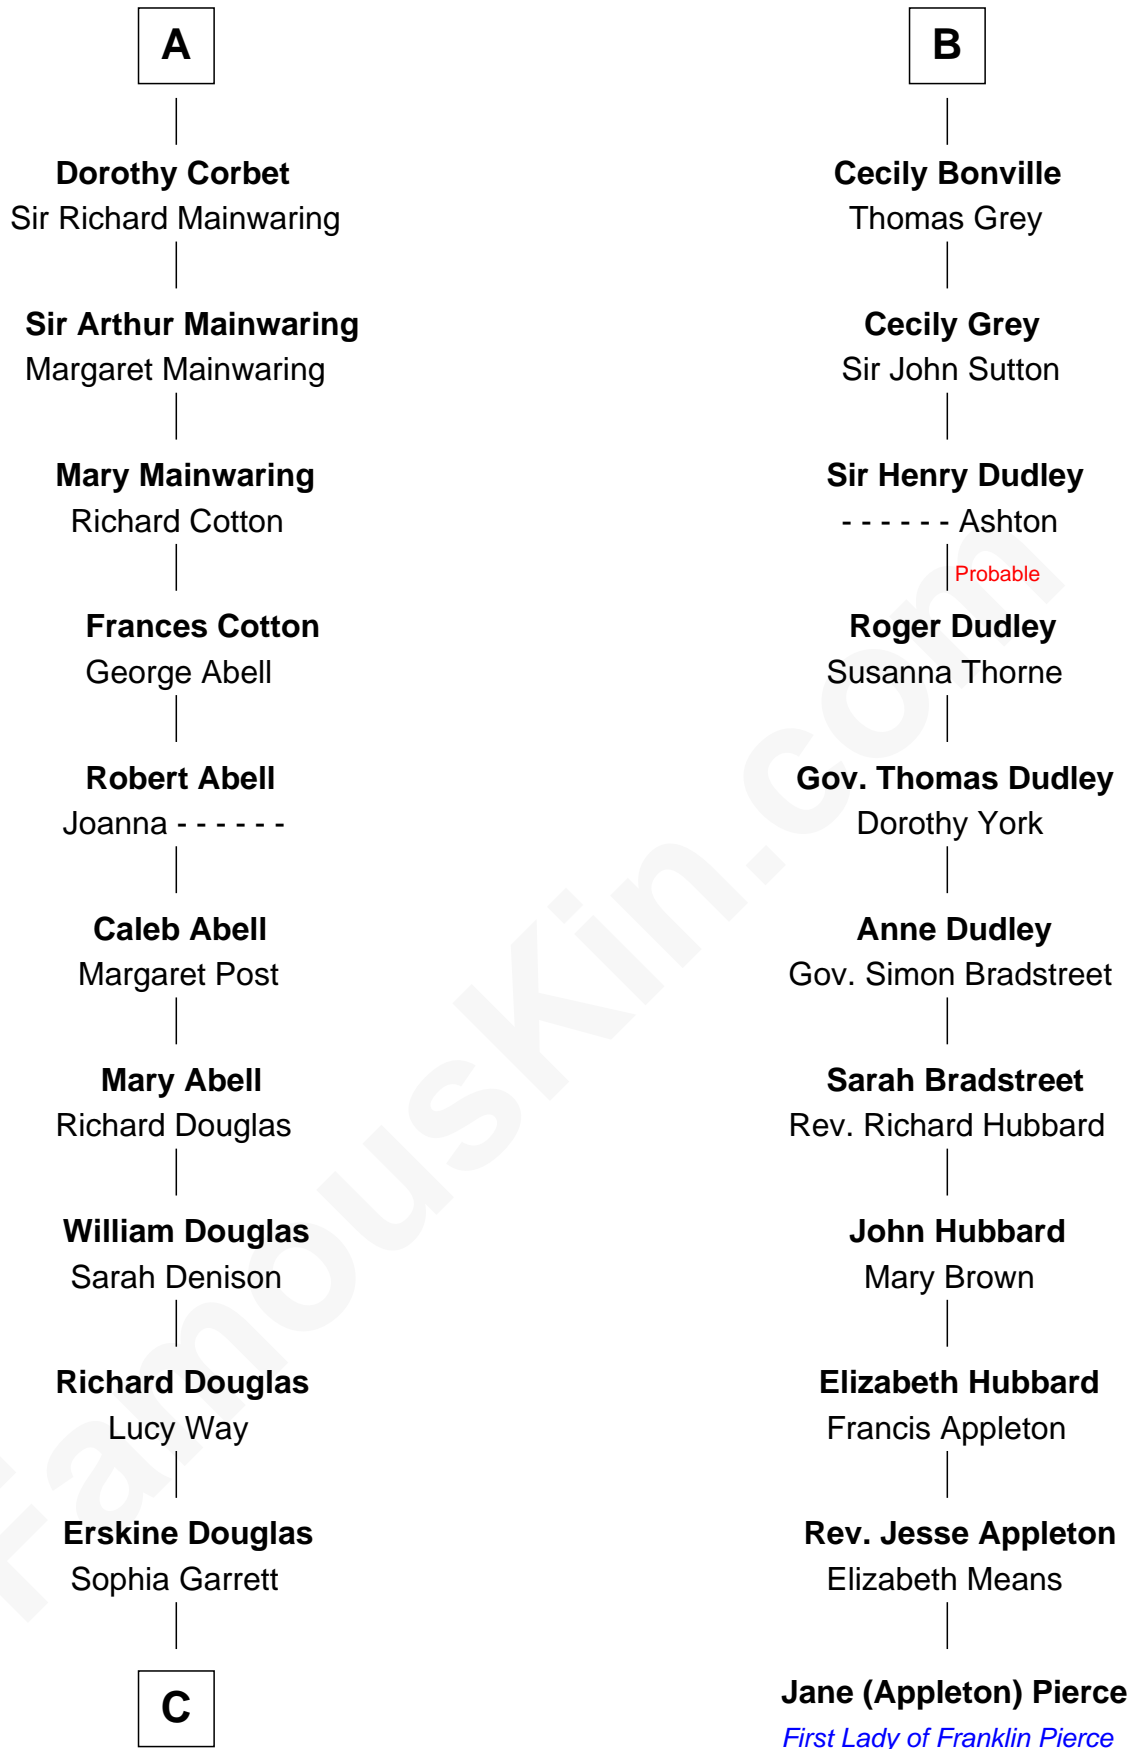 A
Dorothy Corbet
Sir Richard Mainwaring
Sir Arthur Mainwaring
Margaret Mainwaring
Mary Mainwaring
Richard Cotton
Frances Cotton
George Abell
Robert Abell
Joanna - - - - - -
Caleb Abell
Margaret Post
Mary Abell
Richard Douglas
William Douglas
Sarah Denison
Richard Douglas
Lucy Way
Erskine Douglas
Sophia Garrett
C
B
Cecily Bonville
Thomas Grey
Cecily Grey
Sir John Sutton
Sir Henry Dudley
- - - - - - Ashton
Probable
Roger Dudley
Susanna Thorne
Gov. Thomas Dudley
Dorothy York
Anne Dudley
Gov. Simon Bradstreet
Sarah Bradstreet
Rev. Richard Hubbard
John Hubbard
Mary Brown
Elizabeth Hubbard
Francis Appleton
Rev. Jesse Appleton
Elizabeth Means
Jane (Appleton) Pierce
First Lady of Franklin Pierce
FamousKin.com